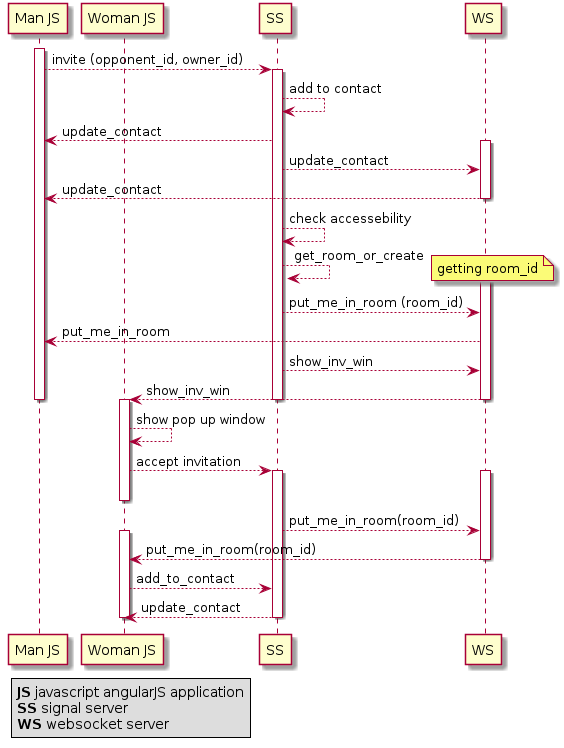 Man JS
Woman JS
SS
WS
invite (opponent_id, owner_id)
add to contact
update_contact
update_contact
update_contact
check accessebility
get_room_or_create
getting room_id
put_me_in_room (room_id)
put_me_in_room
show_inv_win
show_inv_win
show pop up window
accept invitation
put_me_in_room(room_id)
put_me_in_room(room_id)
add_to_contact
update_contact
Man JS
Woman JS
SS
WS
JS javascript angularJS application
SS signal server
WS websocket server